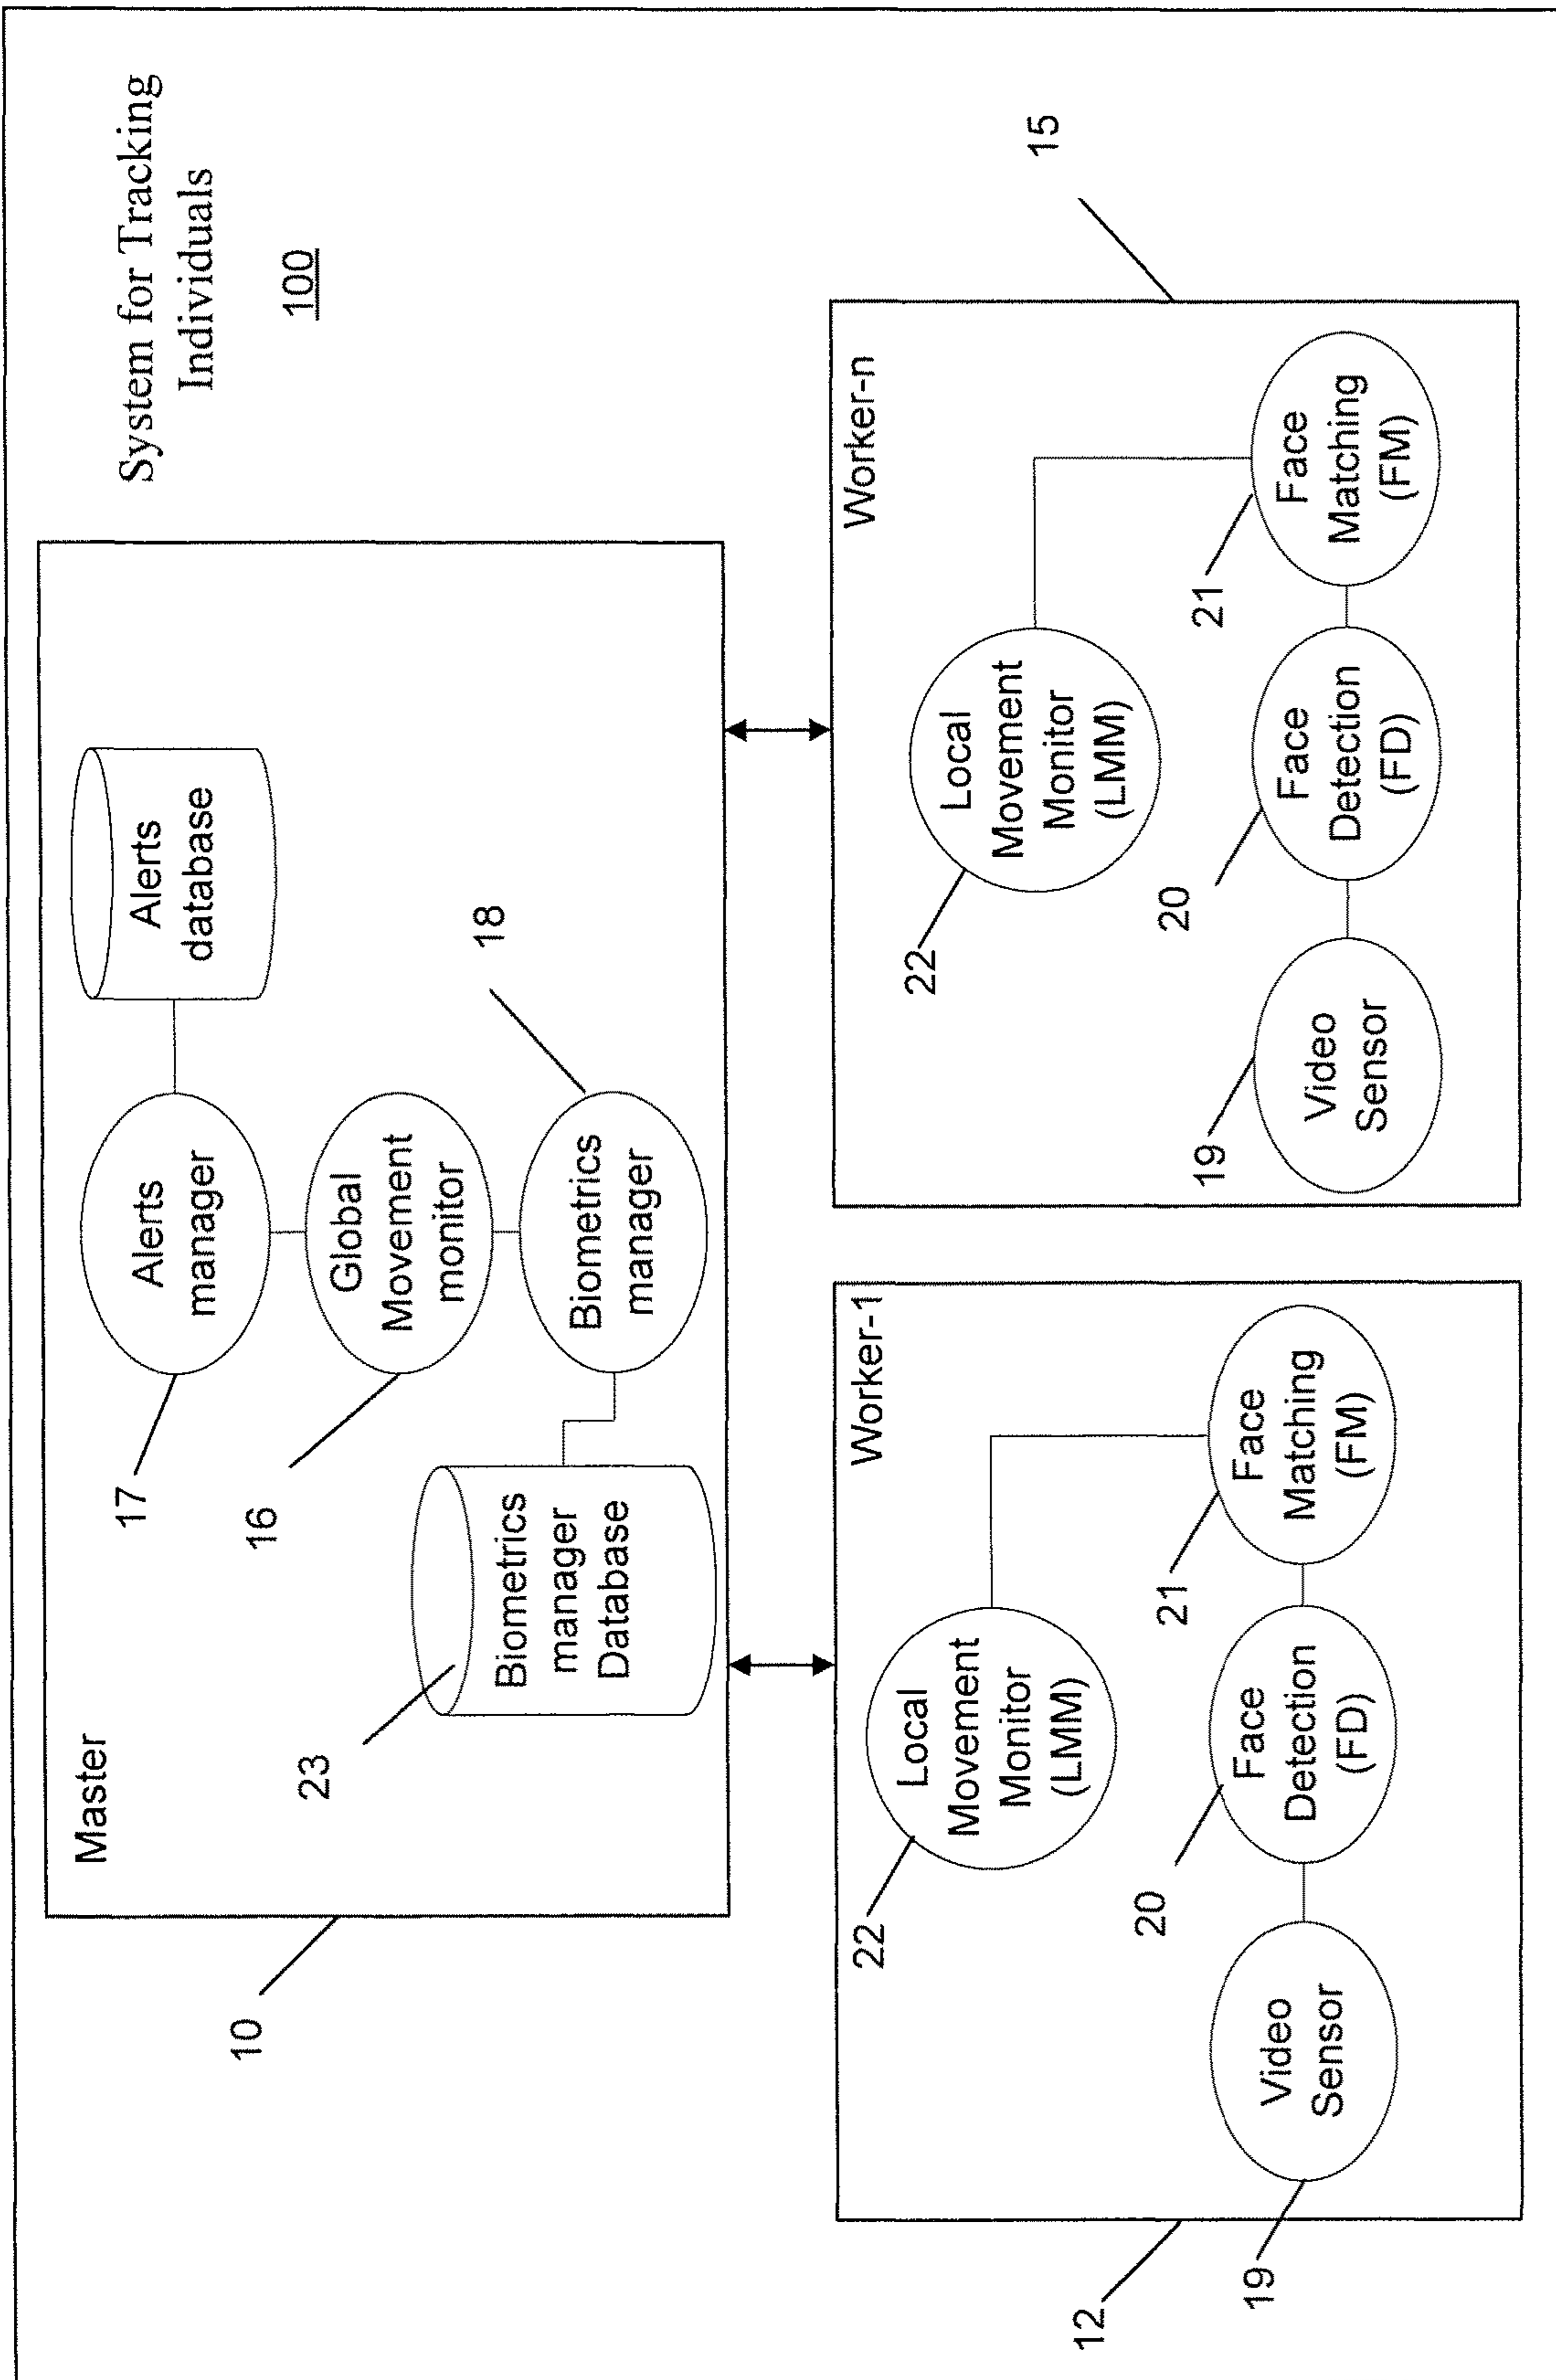 System for Tracking
Individuals
100
Master
10
Alerts
manager
17
Alerts
database
Global
Movement
monitor
16
Biometrics
manager
18
Biometrics
manager
Database
23
Worker-1
12
Local
Movement
Monitor
(LMM)
22
Video
Sensor
19
Face
Detection
(FD)
20
Face
Matching
(FM)
21
Worker-n
15
Local
Movement
Monitor
(LMM)
22
Video
Sensor
19
Face
Detection
(FD)
20
Face
Matching
(FM)
21